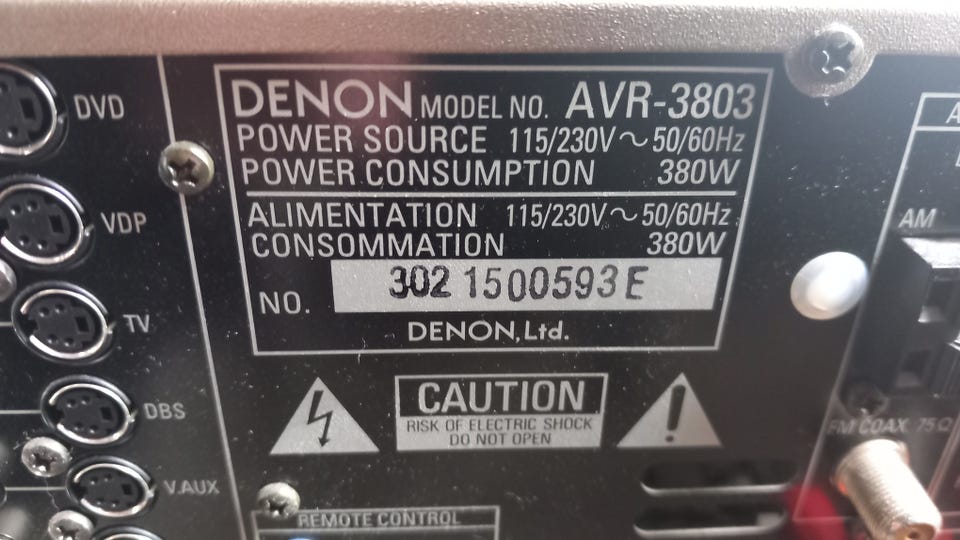 DENON MODEL NO. AVR-3803
POWER SOURCE 115/230V~50/60Hz
POWER CONSUMPTION 380W
ALIMENTATION 115/230V~50/60Hz
CONSOMMATION 380W
NO. 302 1500593E
DENON, Ltd.
CAUTION
RISK OF ELECTRIC SHOCK
DO NOT OPEN
DVD
VDP
TV
DBS
V.AUX
REMOTE CONTROL
AM
FM COAX 75Ω